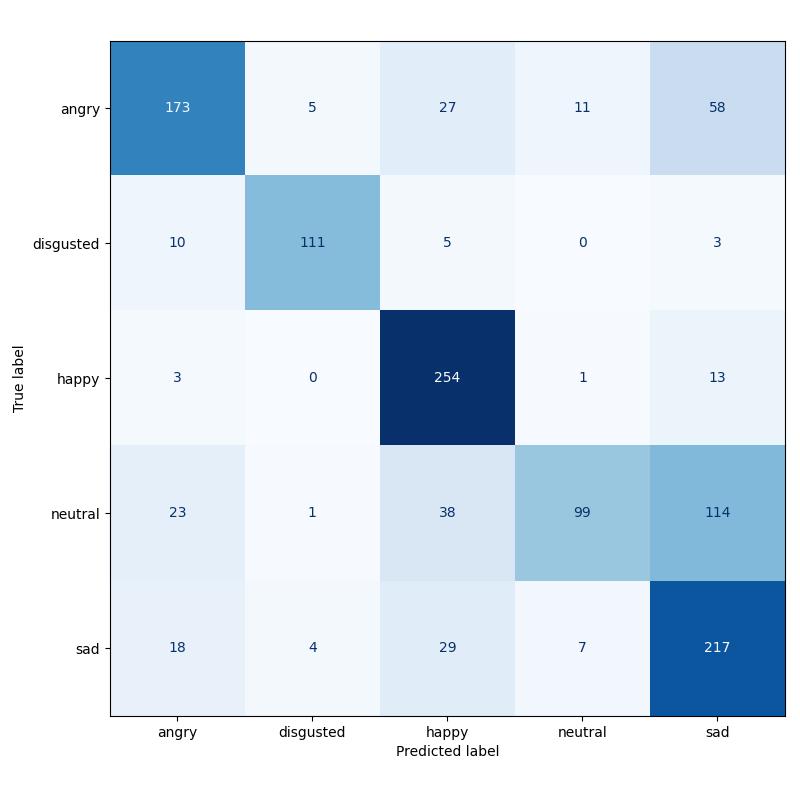 angry 173 5 27 11 58
disgusted 10 111 5 0 3
happy 3 0 254 1 13
neutral 23 1 38 99 114
sad 18 4 29 7 217
angry disgusted happy neutral sad
Predicted label
True label